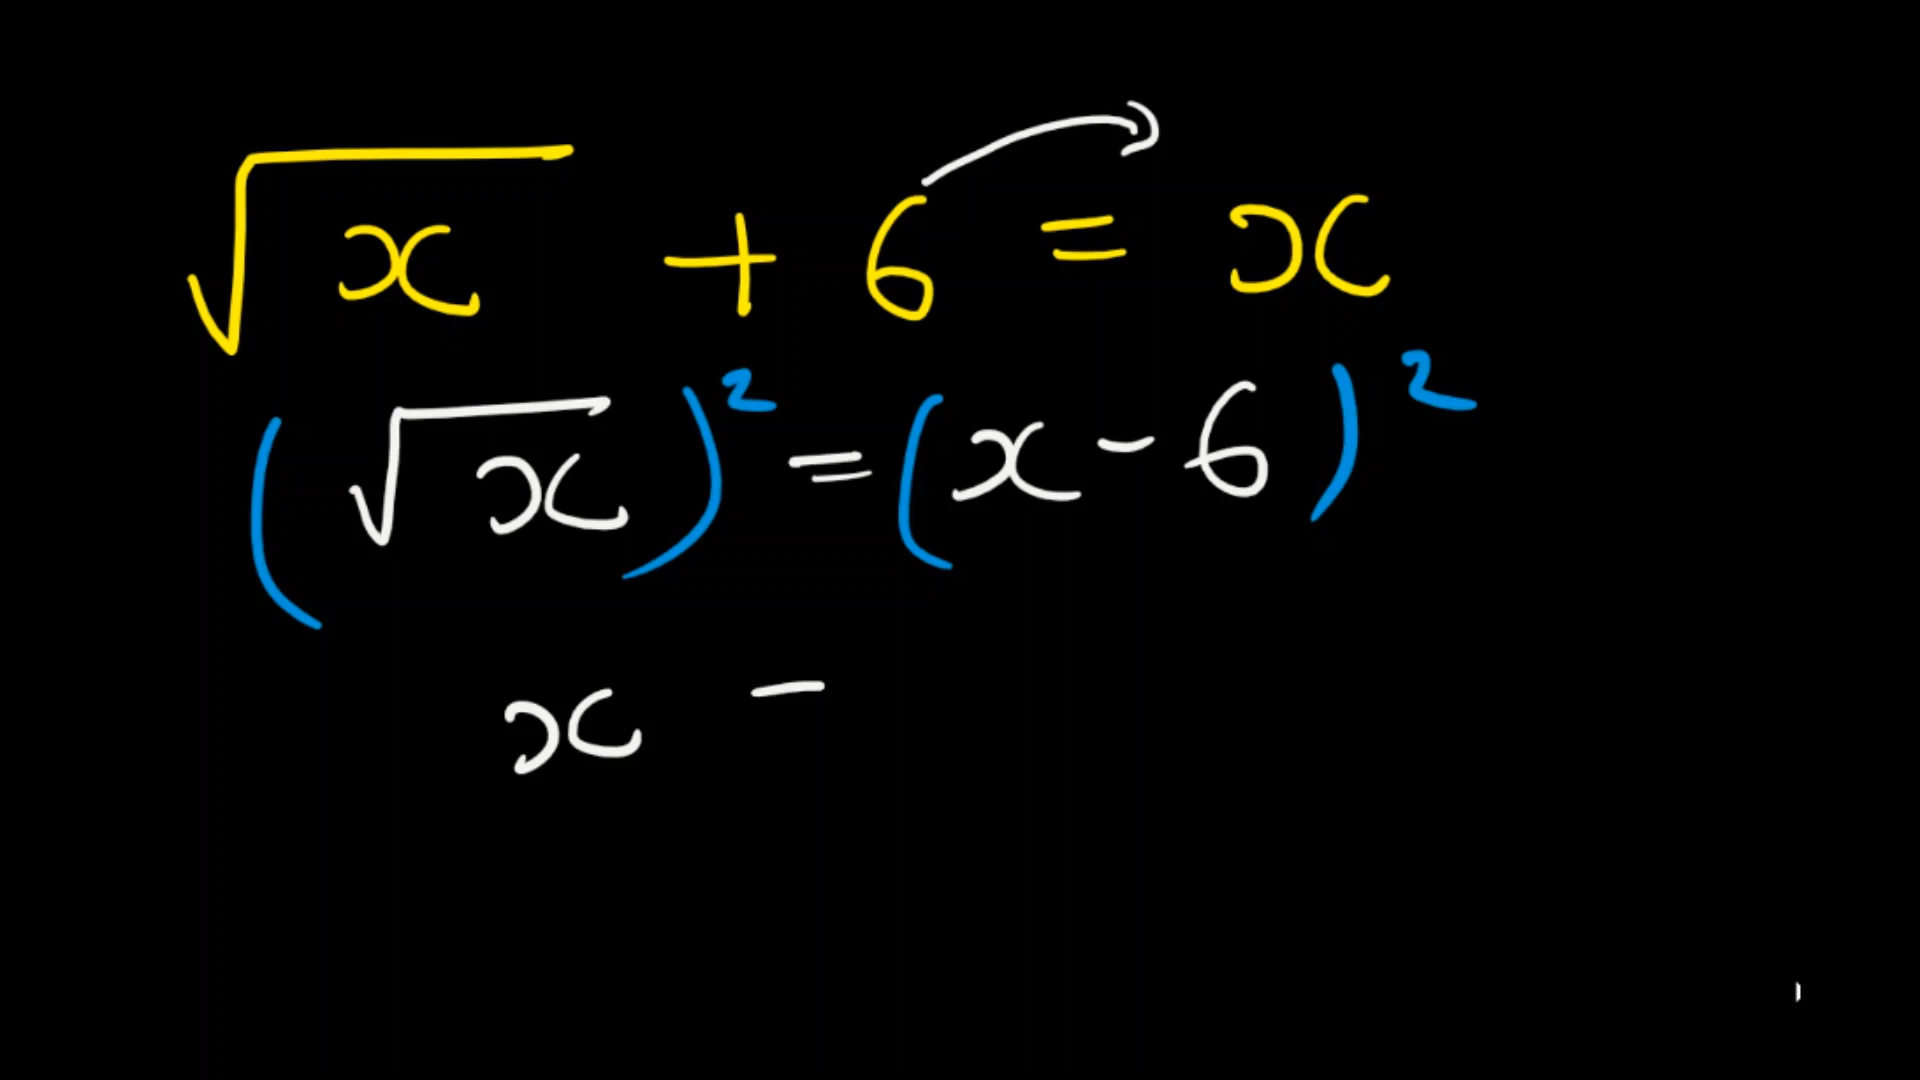 √x + 6 = x
(√x)² = (x - 6)²
x -